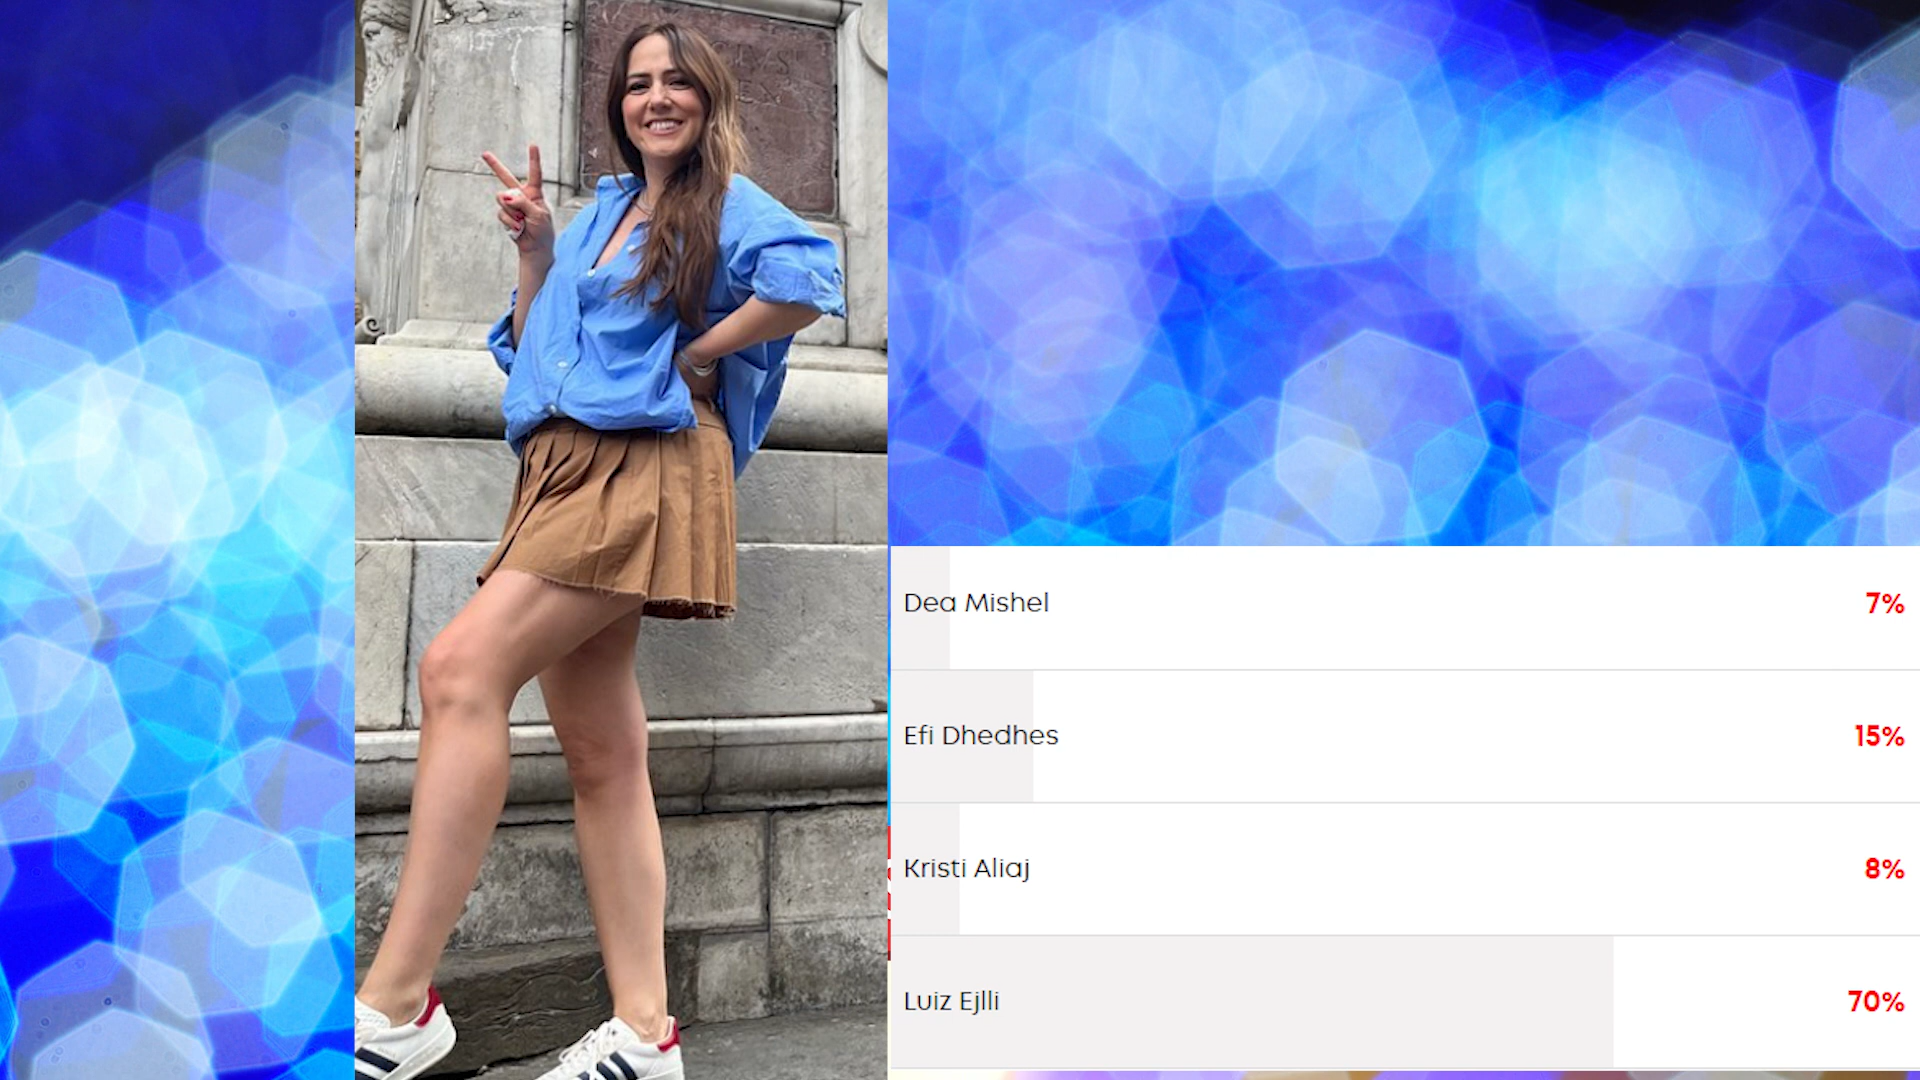 Dea Mishel 7%
Efi Dhedhes 15%
Kristi Aliaj 8%
Luiz Ejlli 70%